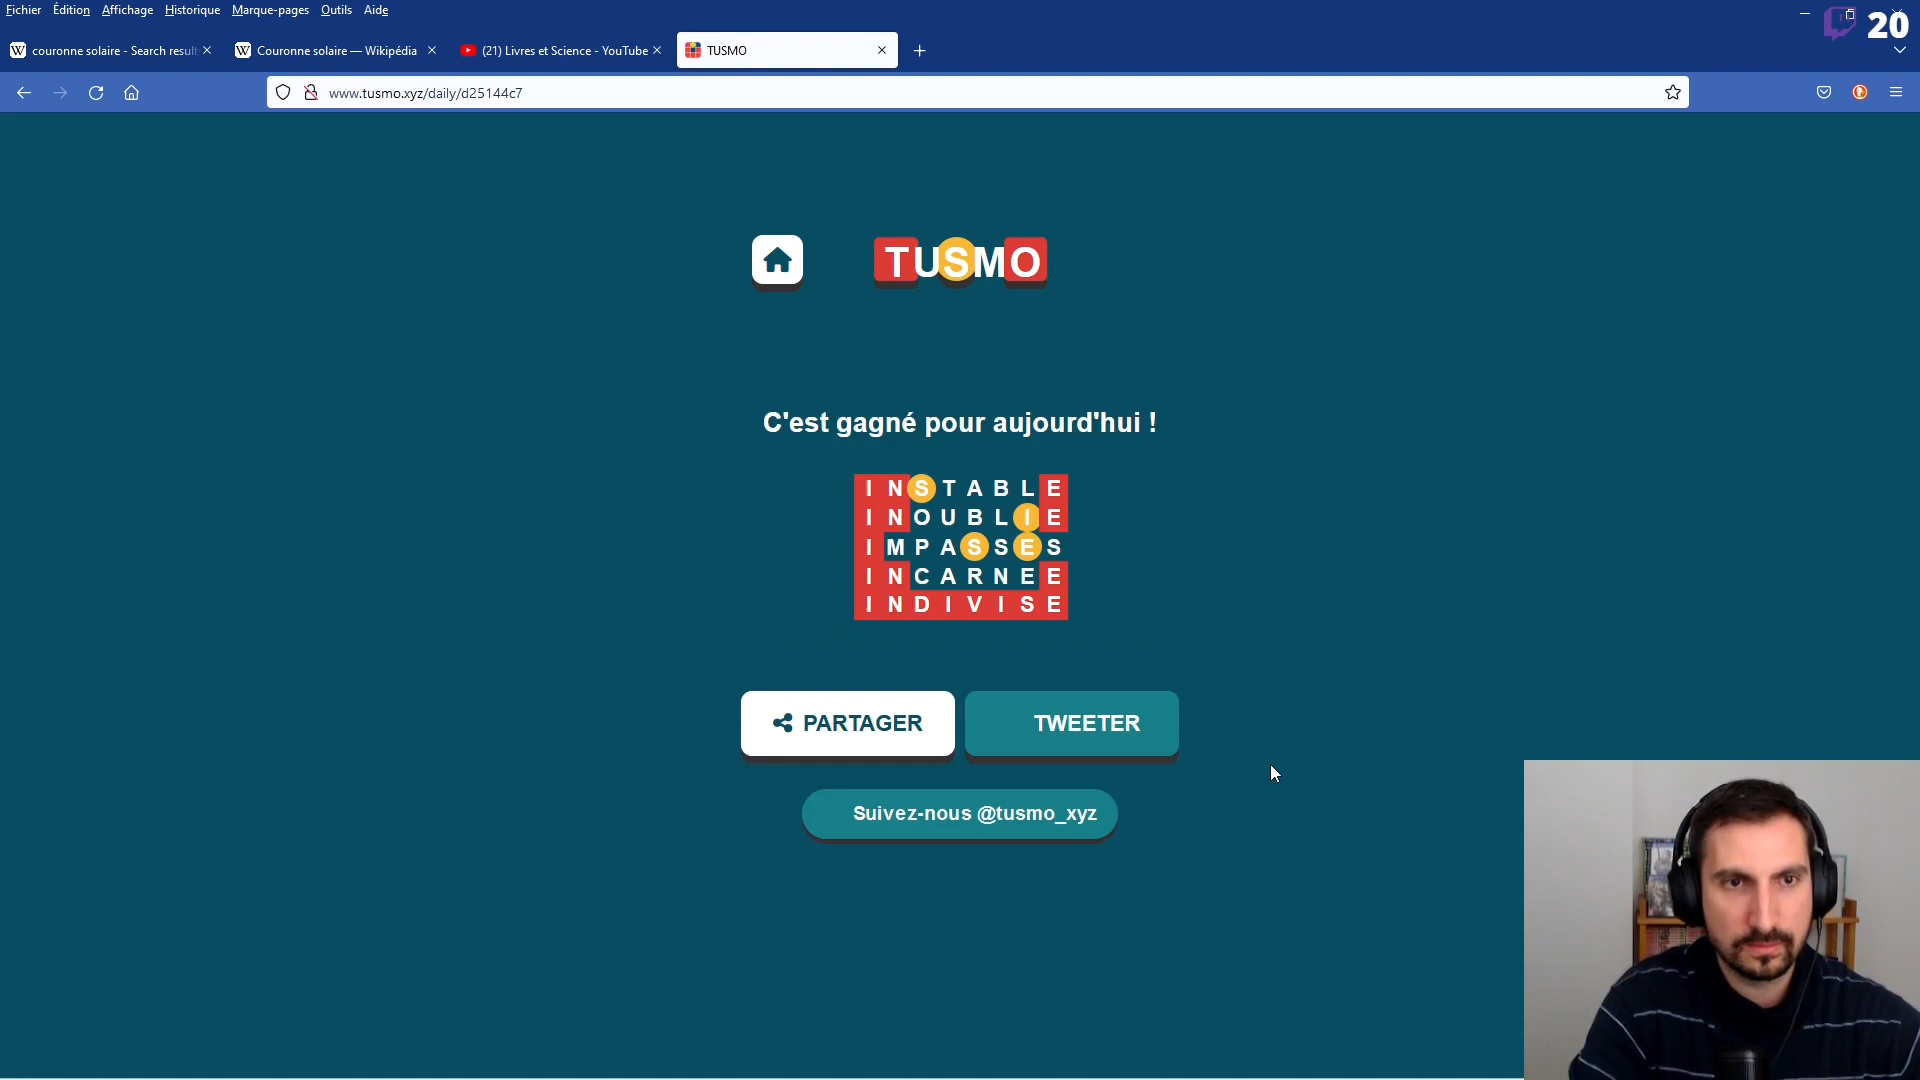 Fichier Édition Affichage Historique Marque-pages Outils Aide
20
couronne solaire - Search result
Couronne solaire — Wikipédia
(21) Livres et Science - YouTube
TUSMO
www.tusmo.xyz/daily/d25144c7
TUSMO
C'est gagné pour aujourd'hui !
INSTABLE
INOUBLIE
IMPASSES
INCARNEE
INDIVISE
PARTAGER
TWEETER
Suivez-nous @tusmo_xyz